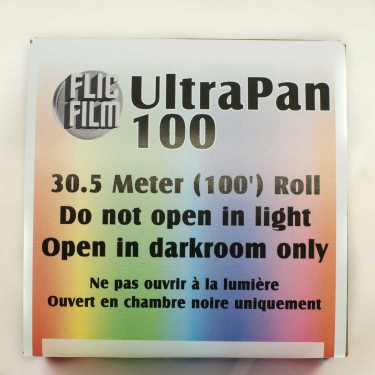 FLIC
FILM
UltraPan
100
30.5 Meter (100') Roll
Do not open in light
Open in darkroom only
Ne pas ouvrir à la lumière
Ouvert en chambre noire uniquement